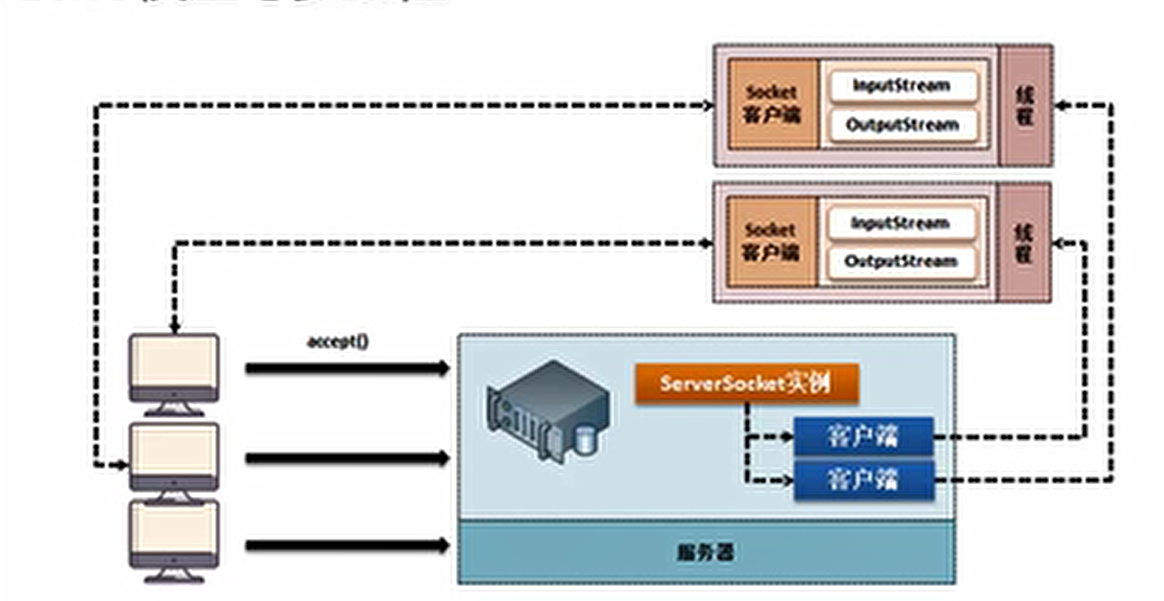 Socket
客户端
InputStream
OutputStream
线程
Socket
客户端
InputStream
OutputStream
线程
accept()
ServerSocket实例
客户端
客户端
服务器